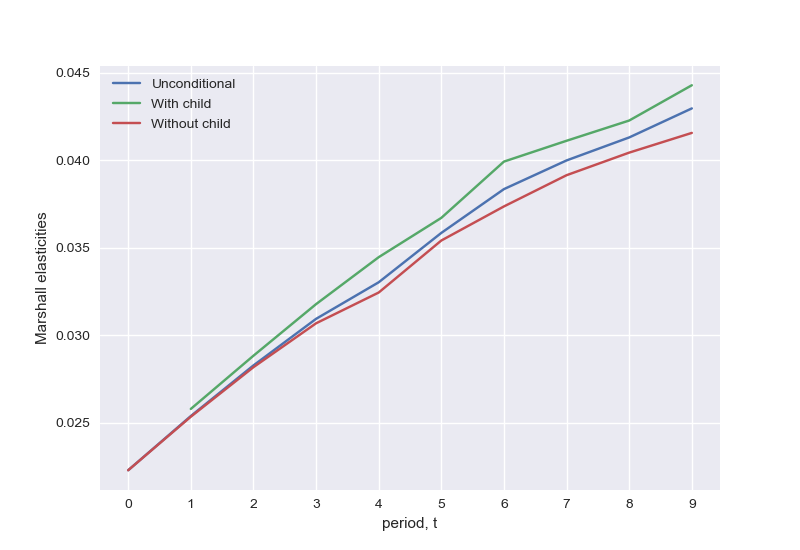 Unconditional
With child
Without child
0.045
0.040
0.035
0.030
0.025
Marshall elasticities
0 1 2 3 4 5 6 7 8 9
period, t